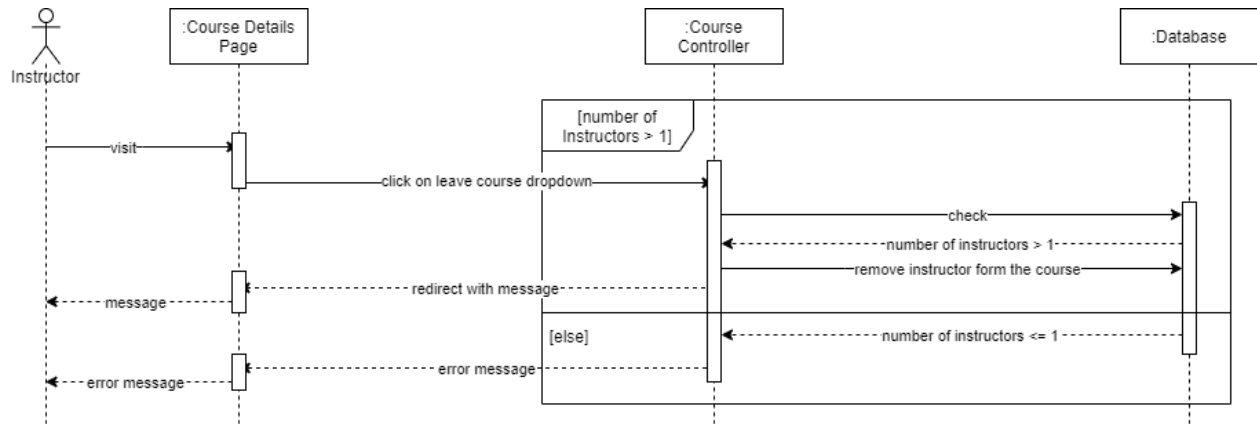 :Course Details
Page
:Course
Controller
:Database
Instructor
[number of
Instructors > 1]
visit
click on leave course dropdown
check
number of instructors > 1
remove instructor form the course
redirect with message
message
[else]
number of instructors <= 1
error message
error message